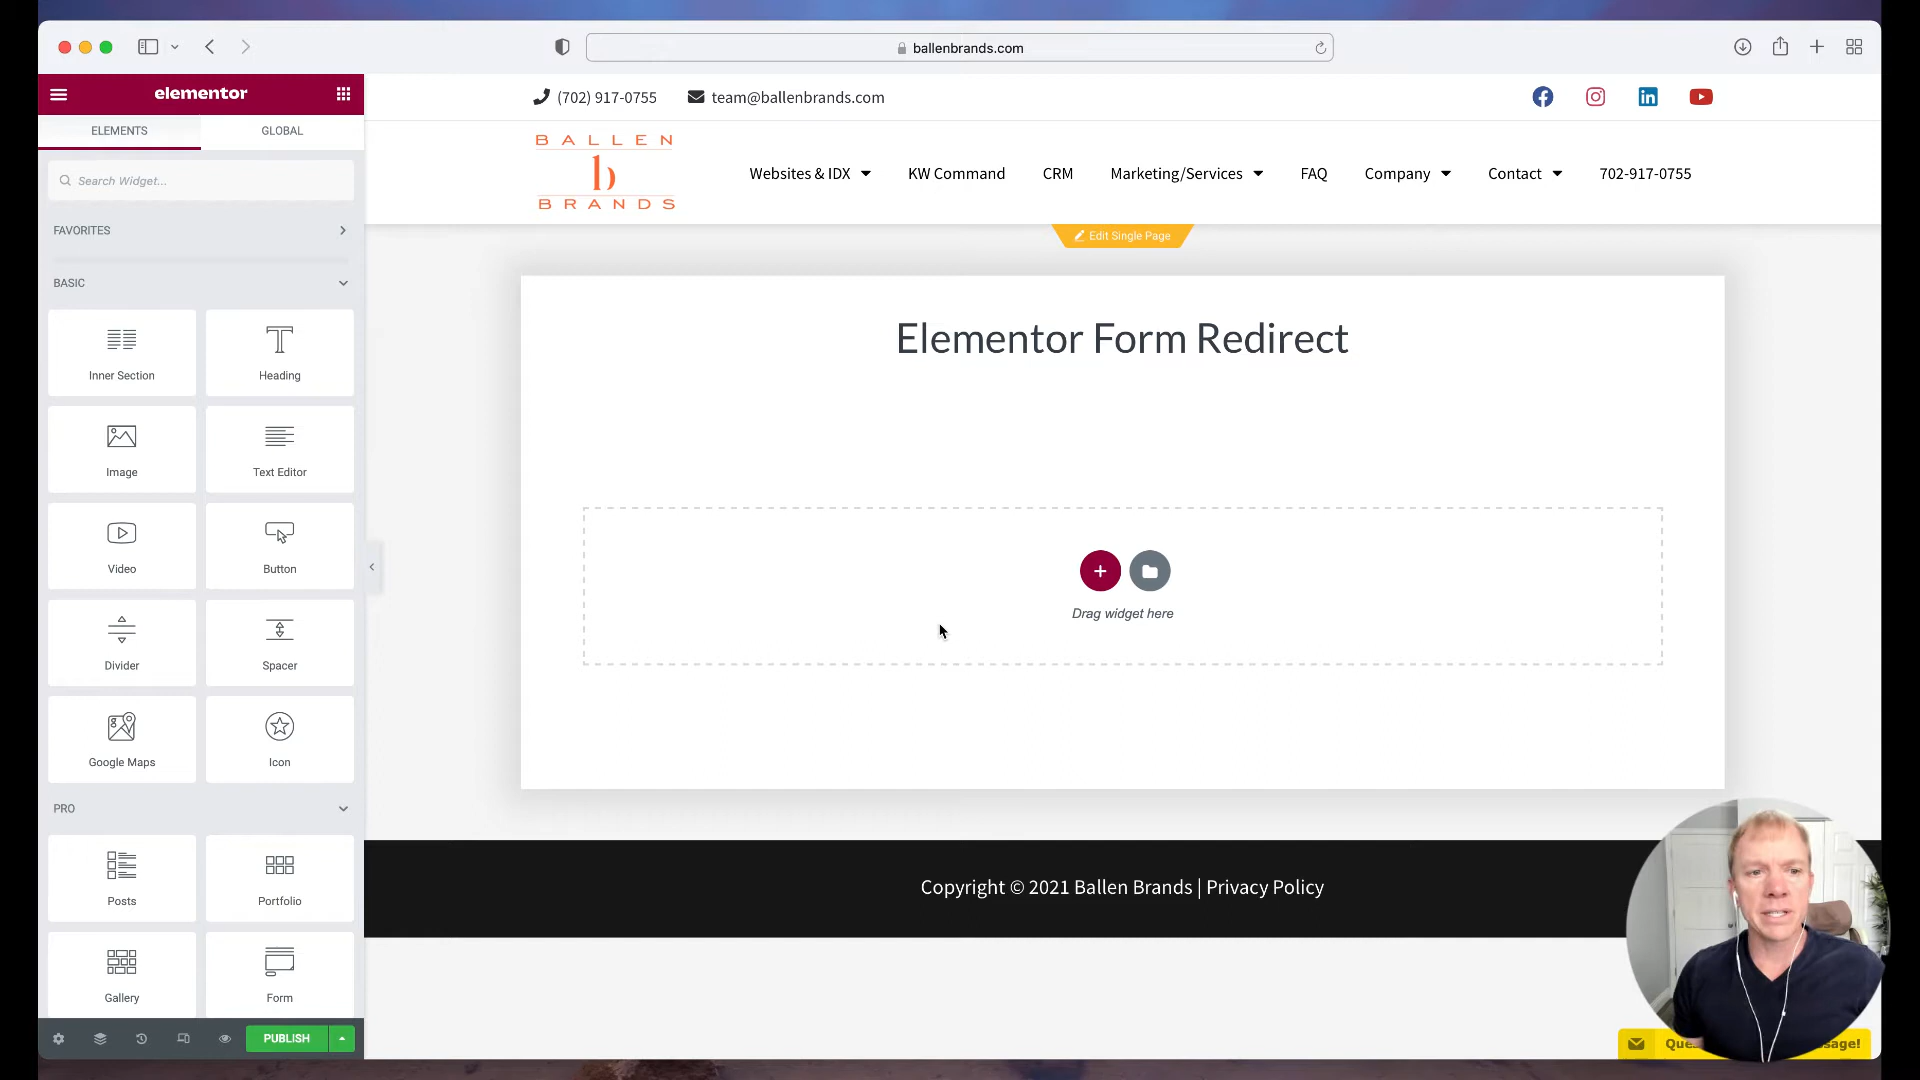 ballenbrands.com
elementor
ELEMENTS
GLOBAL
Search Widget...
FAVORITES
BASIC
Inner Section
Heading
Image
Text Editor
Video
Button
Divider
Spacer
Google Maps
Icon
PRO
Posts
Portfolio
Gallery
Form
PUBLISH
(702) 917-0755
team@ballenbrands.com
BALLEN
b
BRANDS
Websites & IDX
KW Command
CRM
Marketing/Services
FAQ
Company
Contact
702-917-0755
Edit Single Page
Elementor Form Redirect
Drag widget here
Copyright © 2021 Ballen Brands | Privacy Policy